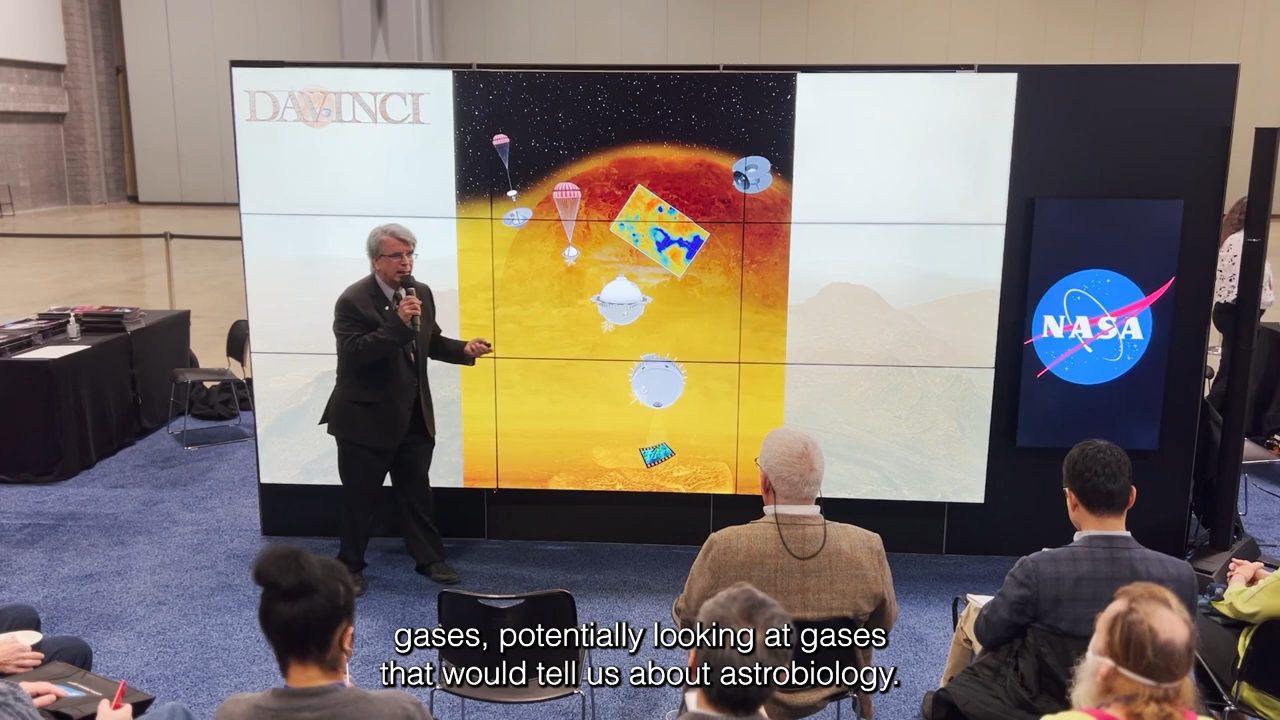 DAVINCI
NASA
gases, potentially looking at gases
that would tell us about astrobiology.